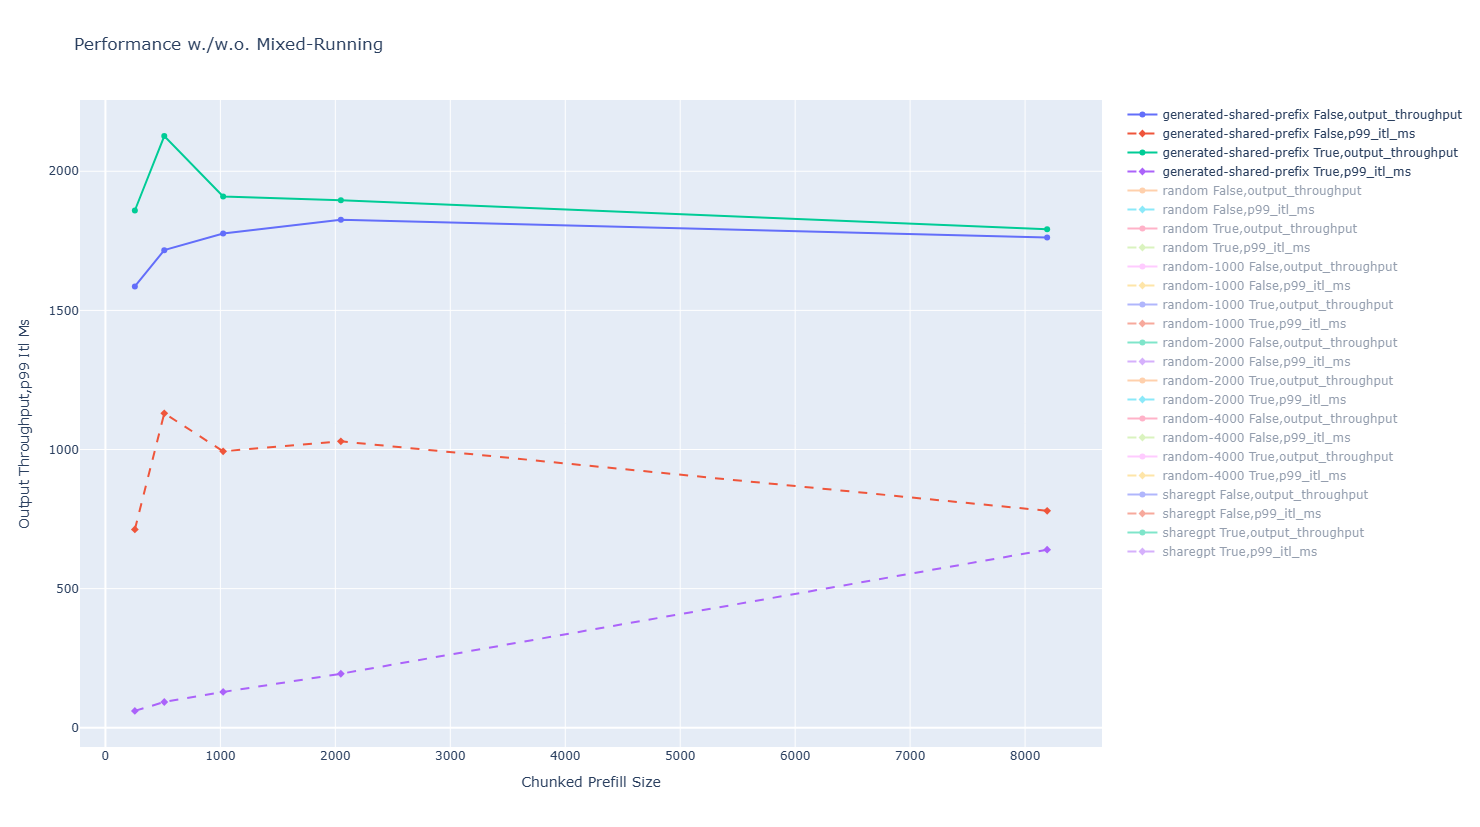 Performance w./w.o. Mixed-Running
generated-shared-prefix False,output_throughput
generated-shared-prefix False,p99_itl_ms
generated-shared-prefix True,output_throughput
generated-shared-prefix True,p99_itl_ms
random False,output_throughput
random False,p99_itl_ms
random True,output_throughput
random True,p99_itl_ms
random-1000 False,output_throughput
random-1000 False,p99_itl_ms
random-1000 True,output_throughput
random-1000 True,p99_itl_ms
random-2000 False,output_throughput
random-2000 False,p99_itl_ms
random-2000 True,output_throughput
random-2000 True,p99_itl_ms
random-4000 False,output_throughput
random-4000 False,p99_itl_ms
random-4000 True,output_throughput
random-4000 True,p99_itl_ms
sharegpt False,output_throughput
sharegpt False,p99_itl_ms
sharegpt True,output_throughput
sharegpt True,p99_itl_ms
Output Throughput,p99 Itl Ms
2000
1500
1000
500
0
0 1000 2000 3000 4000 5000 6000 7000 8000
Chunked Prefill Size